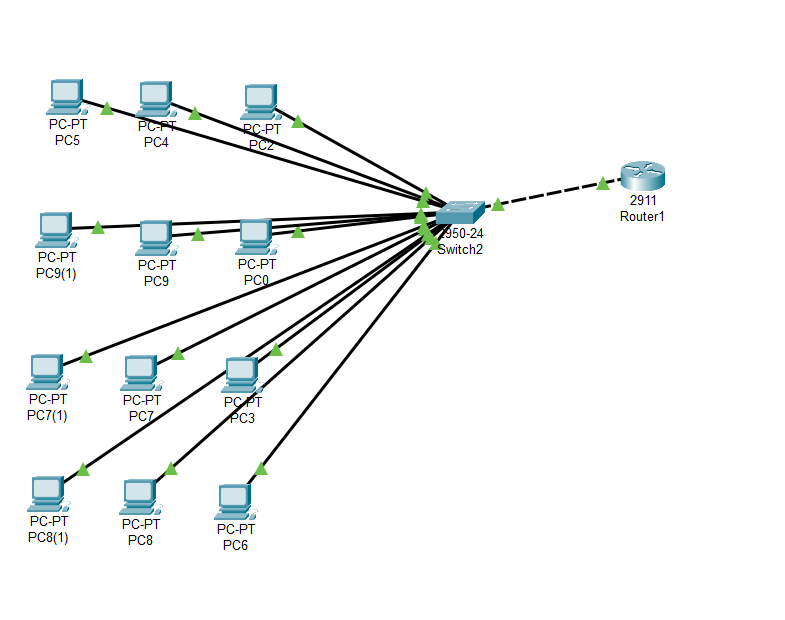 PC-PT
PC5
PC-PT
PC4
PC-PT
PC2
2911
Router1
2950-24
Switch2
PC-PT
PC9(1)
PC-PT
PC9
PC-PT
PC0
PC-PT
PC7(1)
PC-PT
PC7
PC-PT
PC3
PC-PT
PC8(1)
PC-PT
PC8
PC-PT
PC6